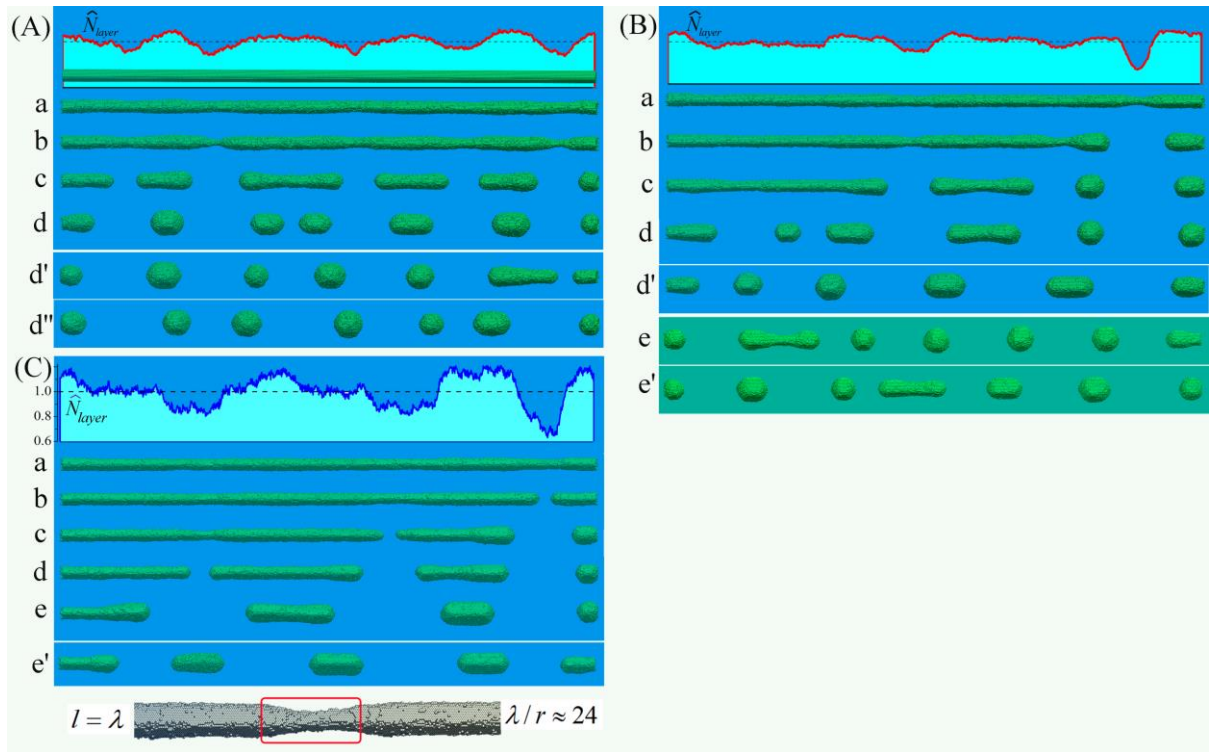 (A)
N̂layer
a
b
c
d
d'
d"
(B)
N̂layer
a
b
c
d
d'
e
e'
(C)
1.0
0.8
0.6
N̂layer
a
b
c
d
e
e'
l = λ
λ/r ≈ 24